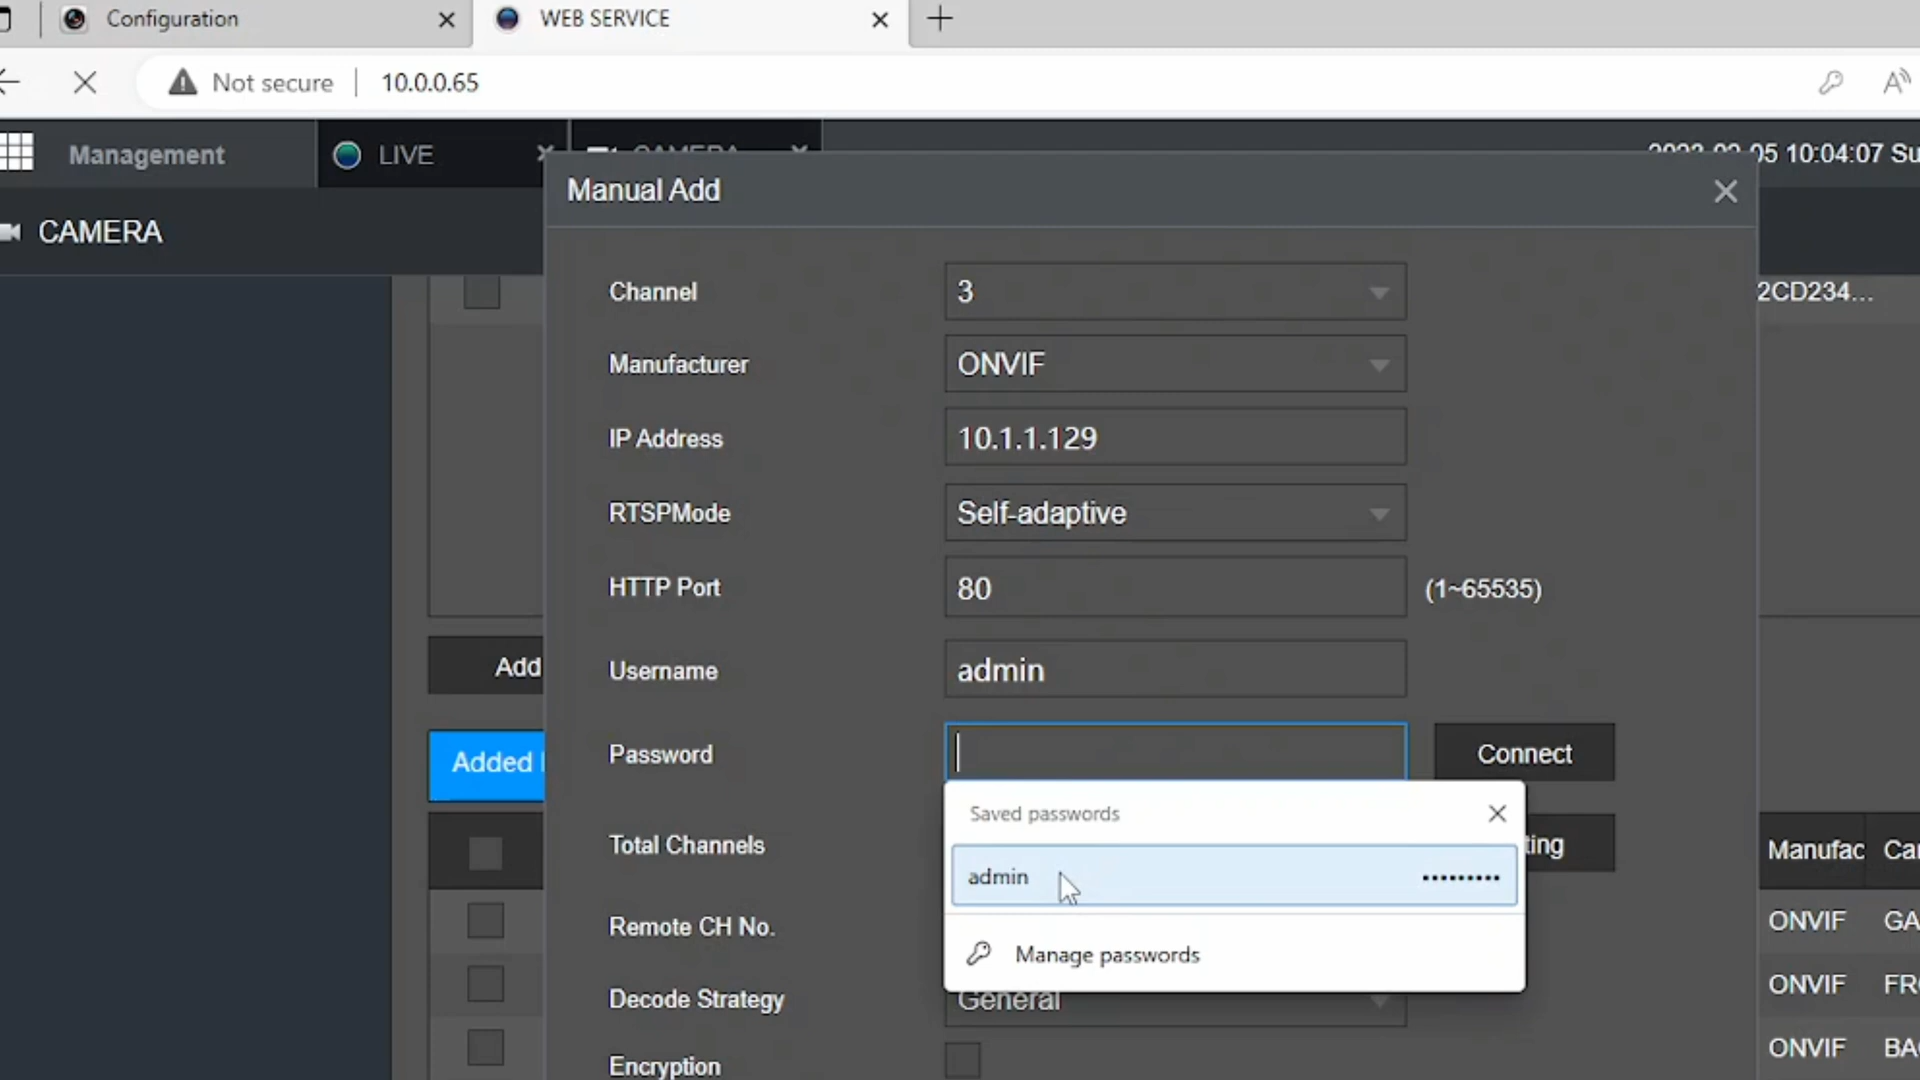 Configuration
WEB SERVICE
Not secure
10.0.0.65
Management
LIVE
CAMERA
2023-02-05 10:04:07 Su
CAMERA
Manual Add
Channel
3
2CD234...
Manufacturer
ONVIF
IP Address
10.1.1.129
RTSPMode
Self-adaptive
HTTP Port
80
(1~65535)
Add
Username
admin
Added
Password
Connect
Saved passwords
Total Channels
ting
admin
•••••••••
Manufac
Ca
Remote CH No.
ONVIF
GA
Manage passwords
Decode Strategy
General
ONVIF
FR
Encryption
ONVIF
BA